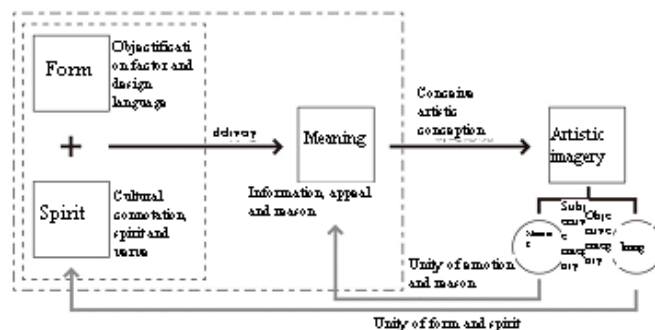 Form
Objectificati
on factor and
design
language
+
Spirit
Cultural
connotation,
spirit and
verve
delivery
Meaning
Information, appeal
and reason
Conceive
artistic
conception
Artistic
imagery
Unity of emotion
and reason
Unity of form and spirit